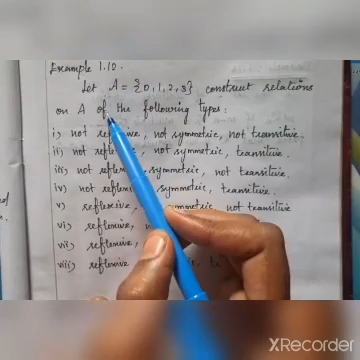 Example 1.10.
Let A = {0, 1, 2, 3} construct relations
on A of the following types:
i) not reflexive, not symmetric, not transitive
ii) not reflexive, not symmetric, transitive.
iii) not reflexive, symmetric, not transitive.
iv) not reflexive, symmetric, transitive.
v) reflexive, symmetric not transitive
vi) reflexive,
vii) reflexive,
viii) reflexive
XRecorder